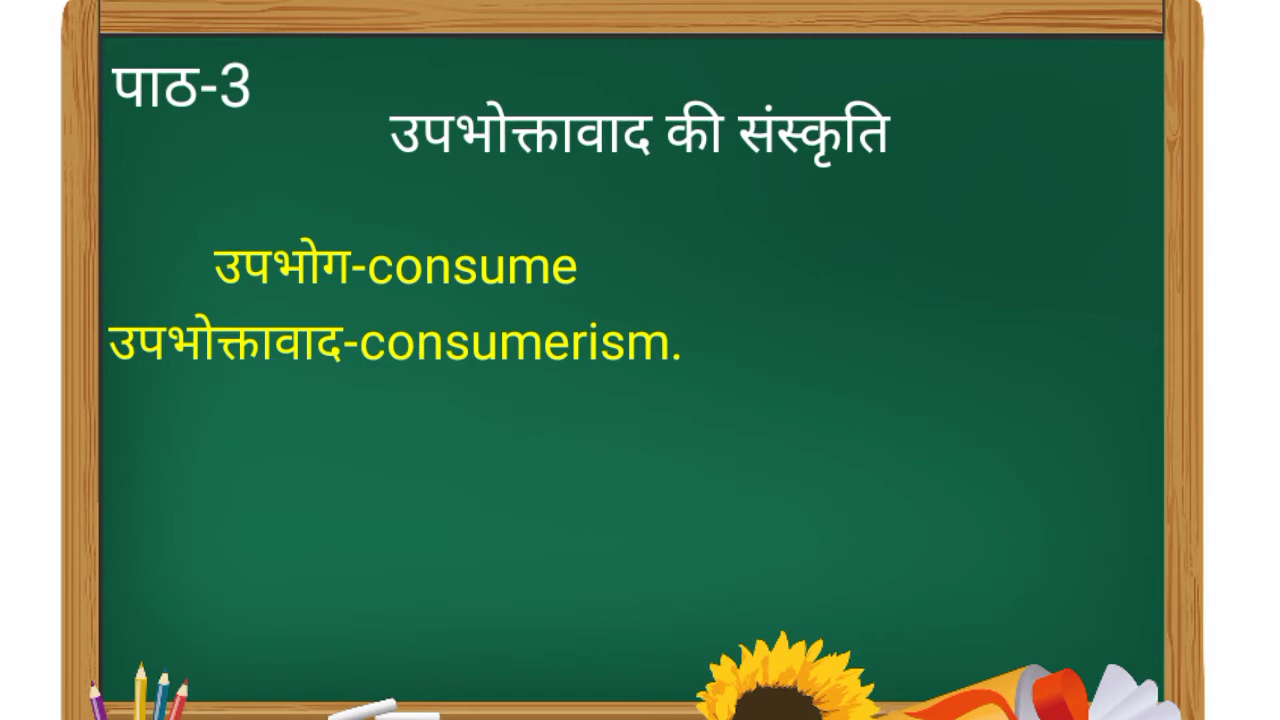 पाठ-3
उपभोक्तावाद की संस्कृति
उपभोग-consume
उपभोक्तावाद-consumerism.